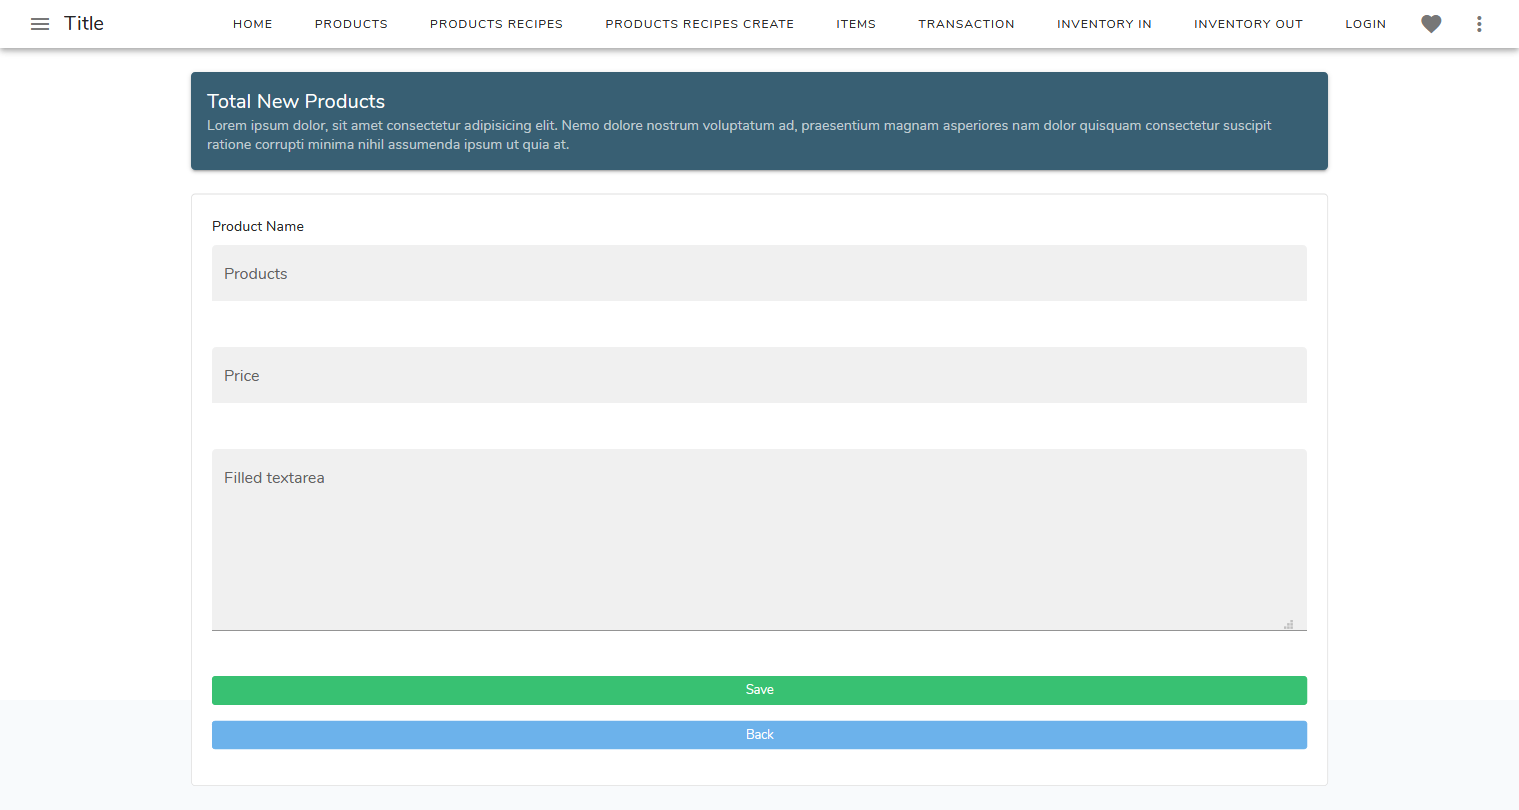 Title HOME PRODUCTS PRODUCTS RECIPES PRODUCTS RECIPES CREATE ITEMS TRANSACTION INVENTORY IN INVENTORY OUT LOGIN
Total New Products
Lorem ipsum dolor, sit amet consectetur adipisicing elit. Nemo dolore nostrum voluptatum ad, praesentium magnam asperiores nam dolor quisquam consectetur suscipit
ratione corrupti minima nihil assumenda ipsum ut quia at.
Product Name
Products
Price
Filled textarea
Save
Back